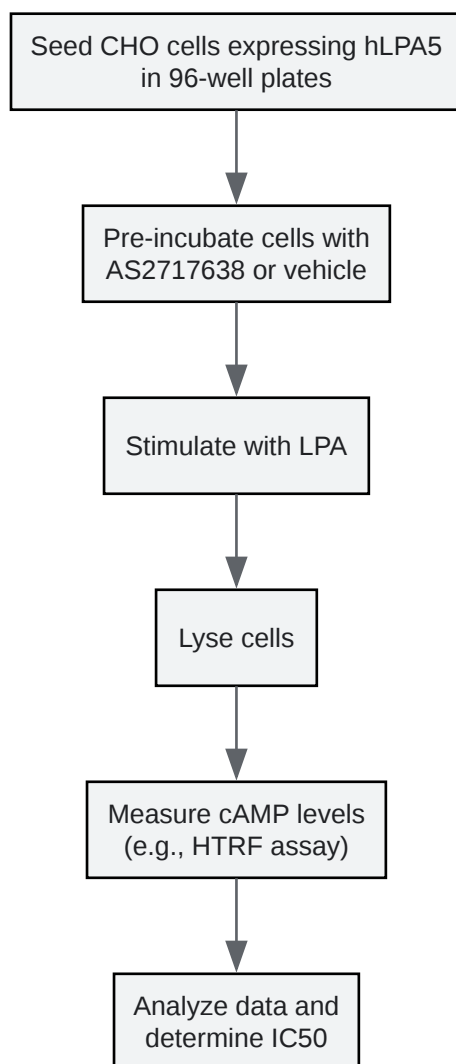 Seed CHO cells expressing hLPA5
in 96-well plates
Pre-incubate cells with
AS2717638 or vehicle
Stimulate with LPA
Lyse cells
Measure cAMP levels
(e.g., HTRF assay)
Analyze data and
determine IC50